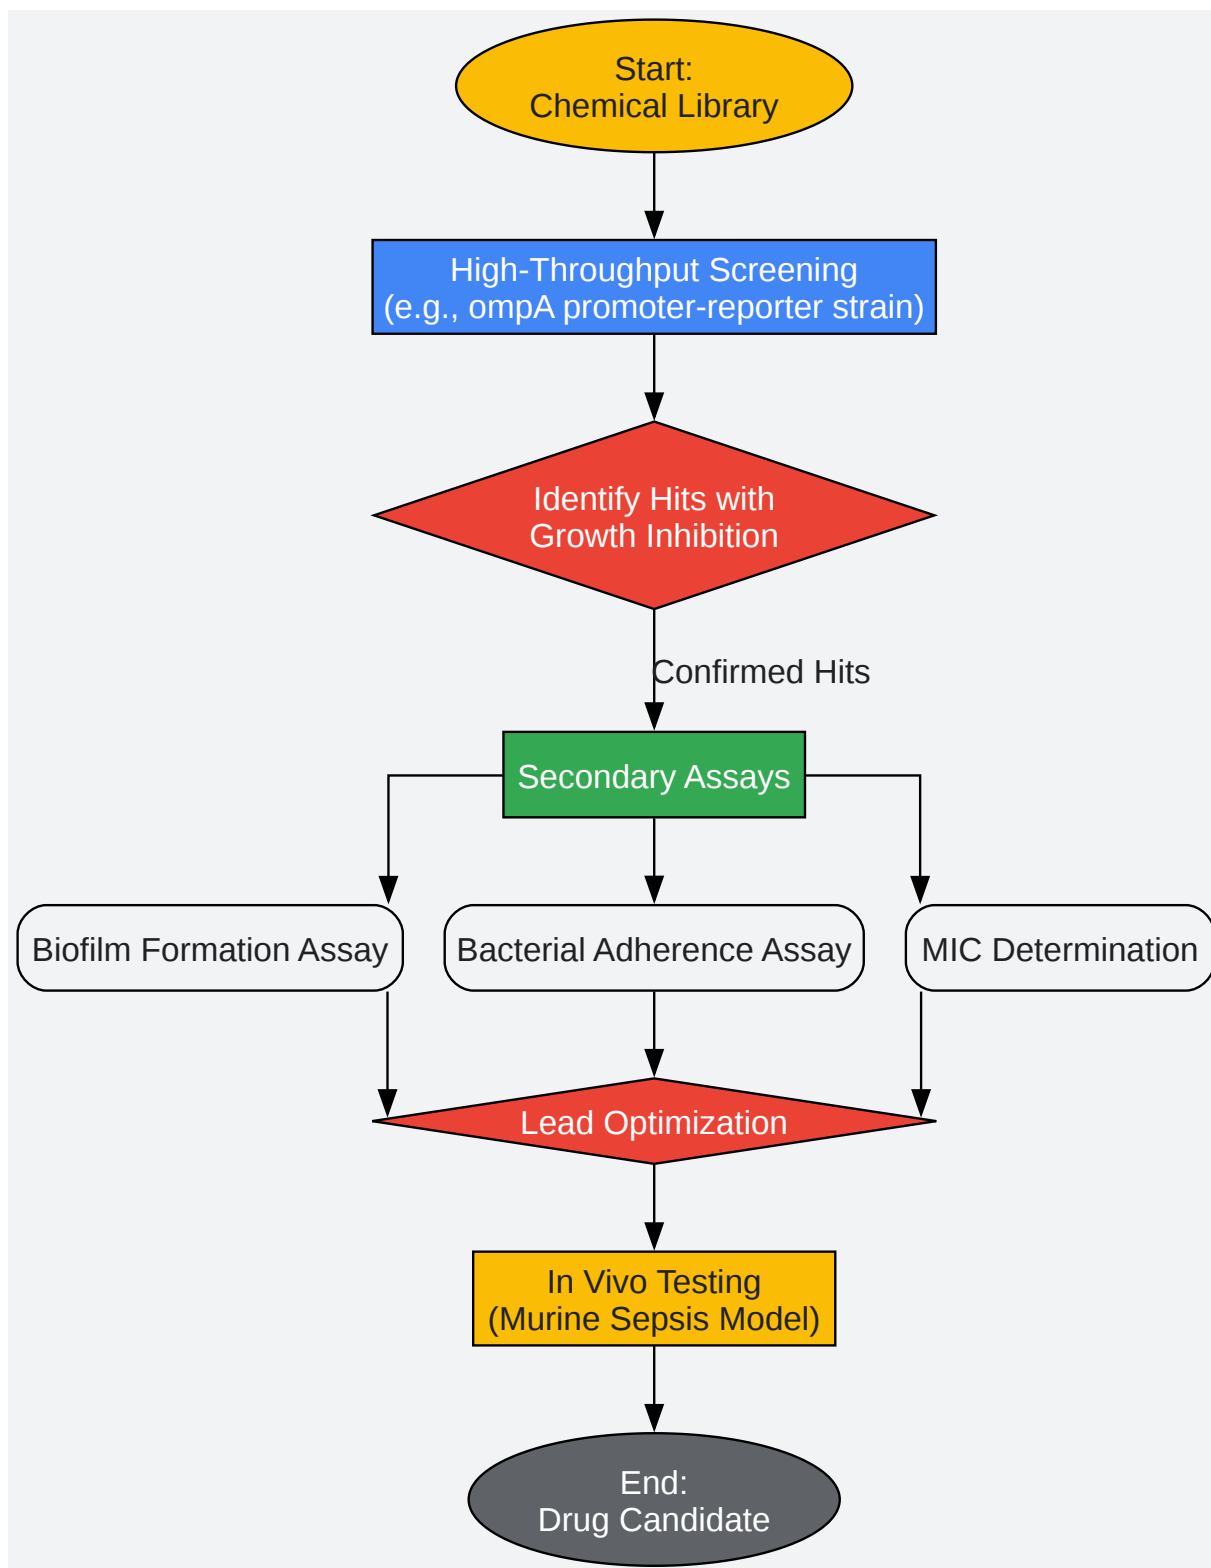 Start:
Chemical Library
High-Throughput Screening
(e.g., ompA promoter-reporter strain)
Identify Hits with
Growth Inhibition
Confirmed Hits
Secondary Assays
Biofilm Formation Assay
Bacterial Adherence Assay
MIC Determination
Lead Optimization
In Vivo Testing
(Murine Sepsis Model)
End:
Drug Candidate